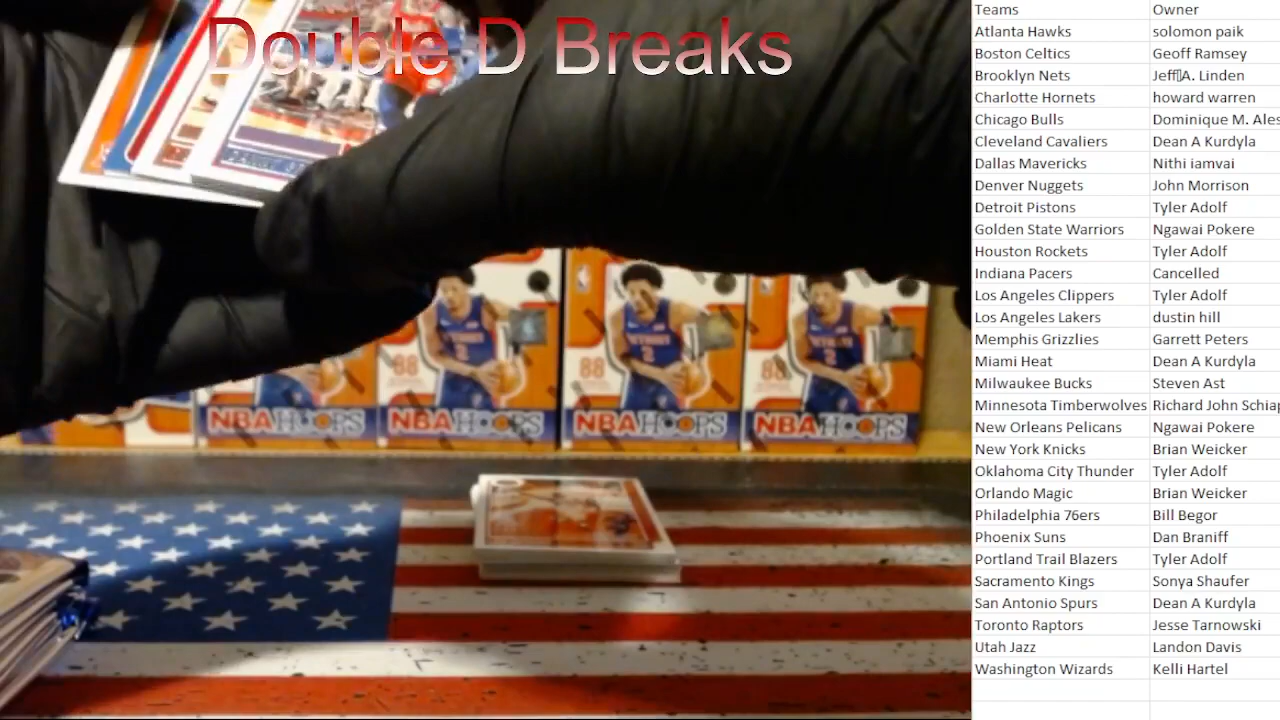 Double D Breaks
Teams Owner
Atlanta Hawks solomon paik
Boston Celtics Geoff Ramsey
Brooklyn Nets Jeff A. Linden
Charlotte Hornets howard warren
Chicago Bulls Dominique M. Ales
Cleveland Cavaliers Dean A Kurdyla
Dallas Mavericks Nithi iamvai
Denver Nuggets John Morrison
Detroit Pistons Tyler Adolf
Golden State Warriors Ngawai Pokere
Houston Rockets Tyler Adolf
Indiana Pacers Cancelled
Los Angeles Clippers Tyler Adolf
Los Angeles Lakers dustin hill
Memphis Grizzlies Garrett Peters
Miami Heat Dean A Kurdyla
Milwaukee Bucks Steven Ast
Minnesota Timberwolves Richard John Schiap
New Orleans Pelicans Ngawai Pokere
New York Knicks Brian Weicker
Oklahoma City Thunder Tyler Adolf
Orlando Magic Brian Weicker
Philadelphia 76ers Bill Begor
Phoenix Suns Dan Braniff
Portland Trail Blazers Tyler Adolf
Sacramento Kings Sonya Shaufer
San Antonio Spurs Dean A Kurdyla
Toronto Raptors Jesse Tarnowski
Utah Jazz Landon Davis
Washington Wizards Kelli Hartel
88 88 88
NBA HOOPS NBA HOOPS NBA HOOPS NBA HOOPS